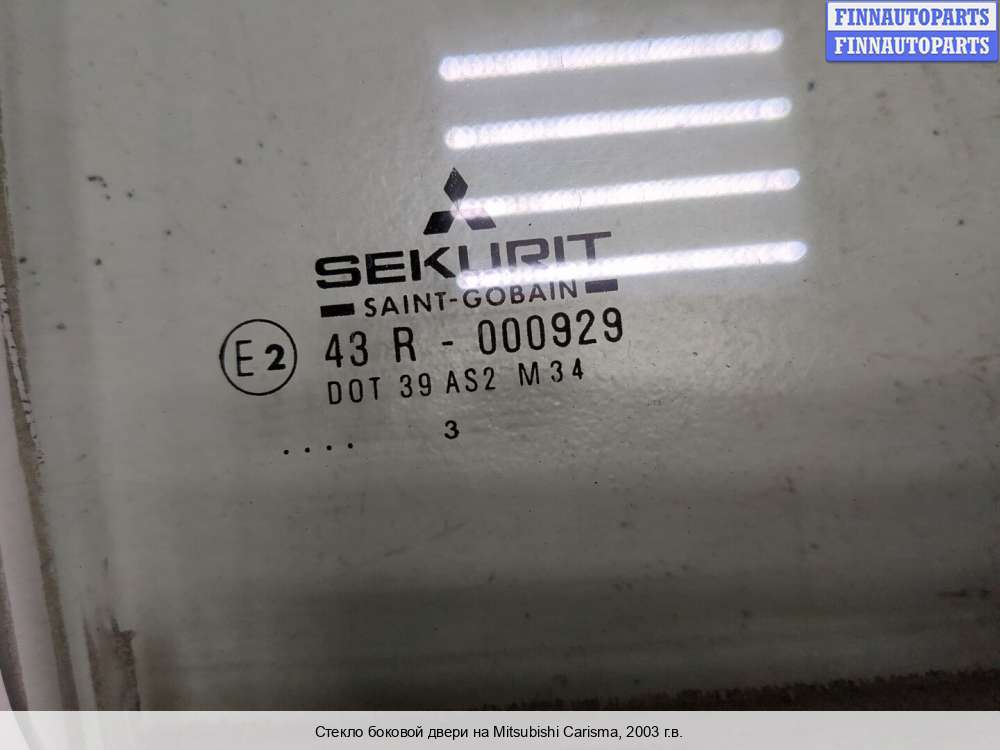 FINNAUTOPARTS
FINNAUTOPARTS
SEKURIT
SAINT-GOBAIN
E2 43 R - 000929
DOT 39 AS2 M34
.... 3
Стекло боковой двери на Mitsubishi Carisma, 2003 г.в.